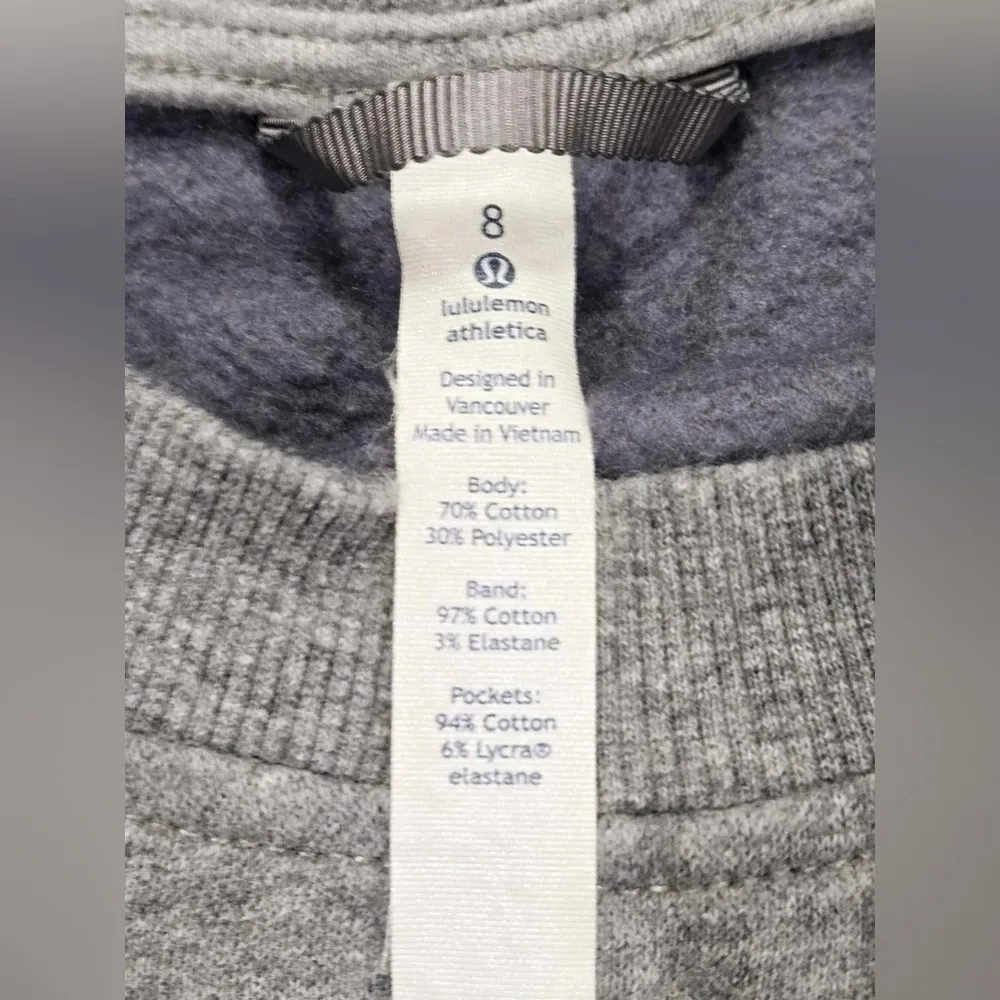 8
lululemon
athletica
Designed in
Vancouver
Made in Vietnam
Body:
70% Cotton
30% Polyester
Band:
97% Cotton
3% Elastane
Pockets:
94% Cotton
6% Lycra®
elastane